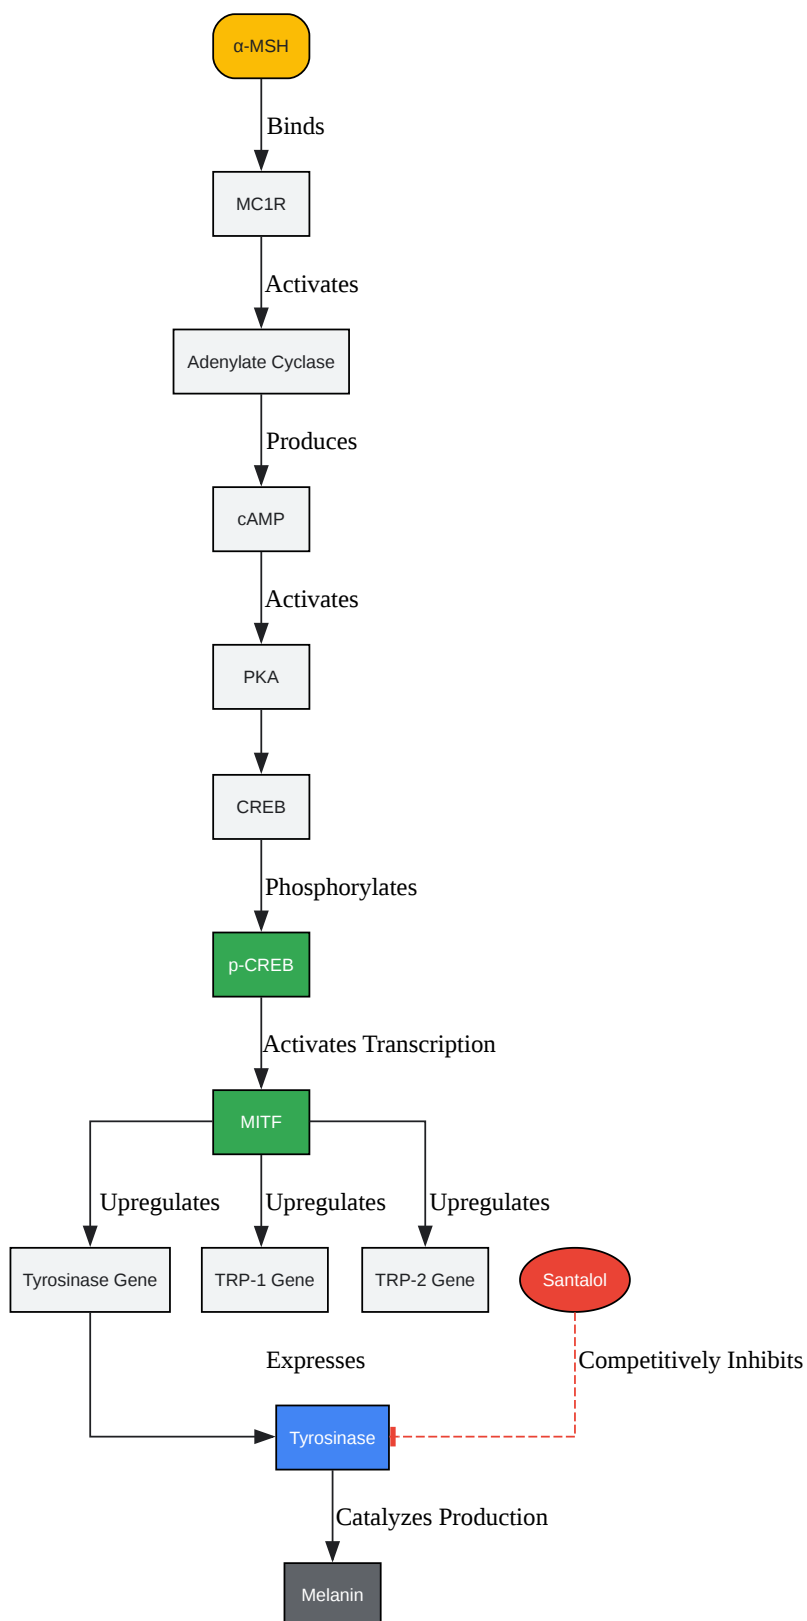 α-MSH
Binds
MC1R
Activates
Adenylate Cyclase
Produces
cAMP
Activates
PKA
CREB
Phosphorylates
p-CREB
Activates Transcription
MITF
Upregulates Upregulates Upregulates
Tyrosinase Gene TRP-1 Gene TRP-2 Gene Santalol
Expresses Competitively Inhibits
Tyrosinase
Catalyzes Production
Melanin